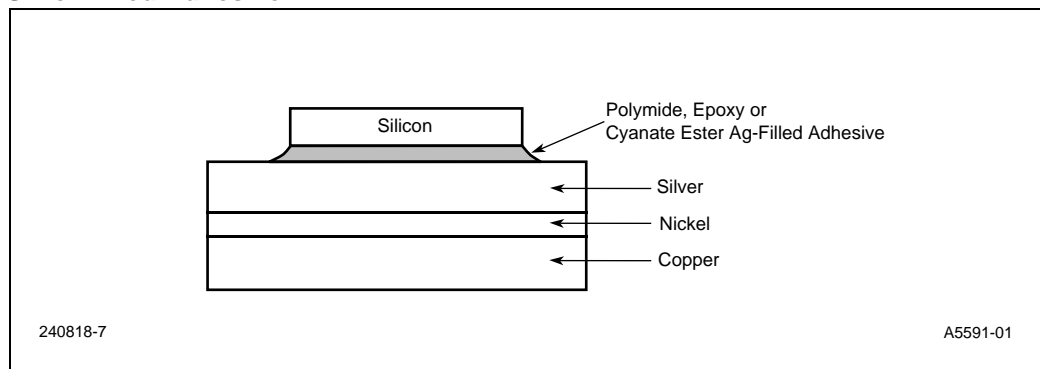 Silicon
Polymide, Epoxy or
Cyanate Ester Ag-Filled Adhesive
Silver
Nickel
Copper
240818-7
A5591-01